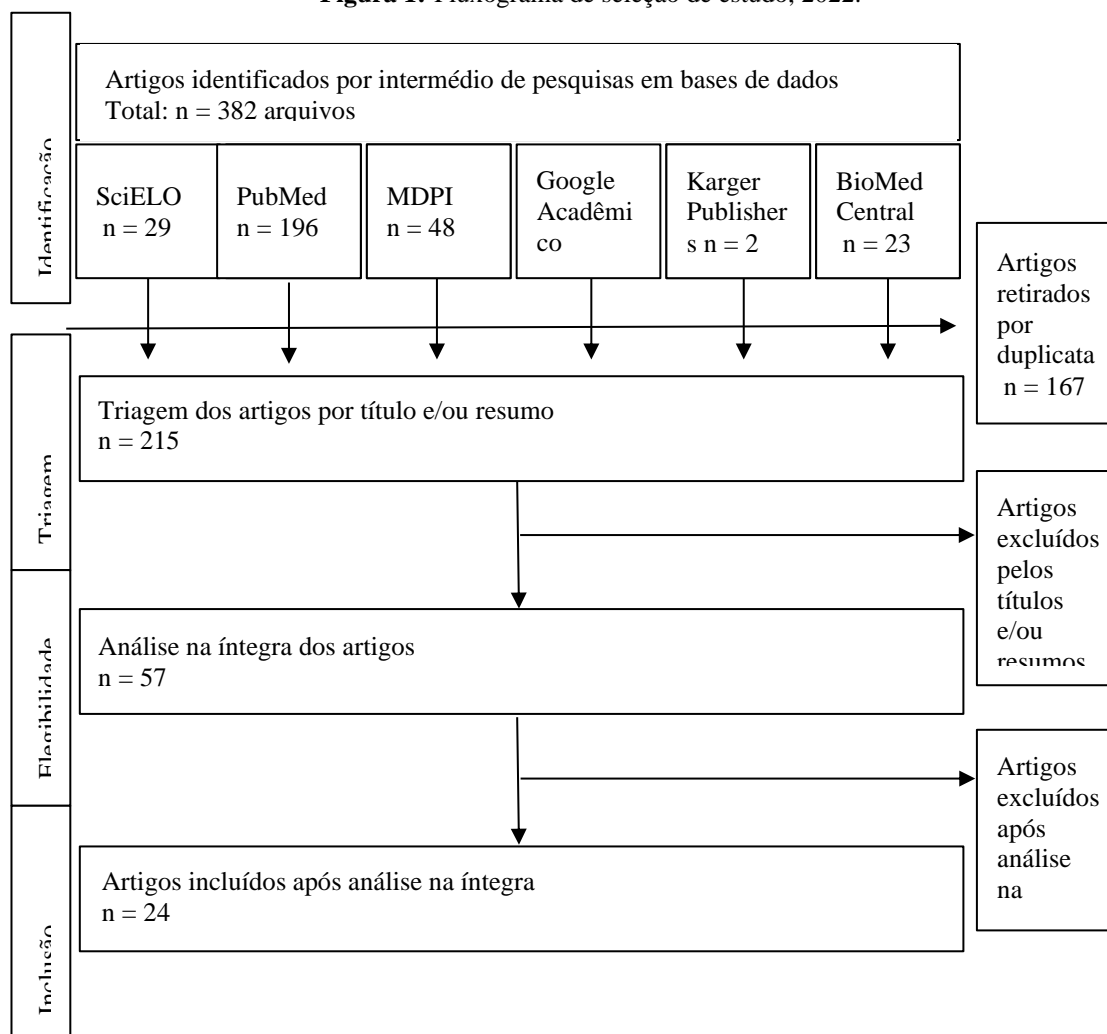 Figura 1: Fluxograma de seleção de estudo, 2022.
Identificação
Artigos identificados por intermédio de pesquisas em bases de dados
Total: n = 382 arquivos
SciELO
n = 29
PubMed
n = 196
MDPI
n = 48
Google
Acadêmi
co
Karger
Publisher
s n = 2
BioMed
Central
n = 23
Artigos
retirados
por
duplicata
n = 167
Triagem
Triagem dos artigos por título e/ou resumo
n = 215
Artigos
excluídos
pelos
títulos
e/ou
resumos
Elegibilidade
Análise na íntegra dos artigos
n = 57
Artigos
excluídos
após
análise
na
Inclusão
Artigos incluídos após análise na íntegra
n = 24